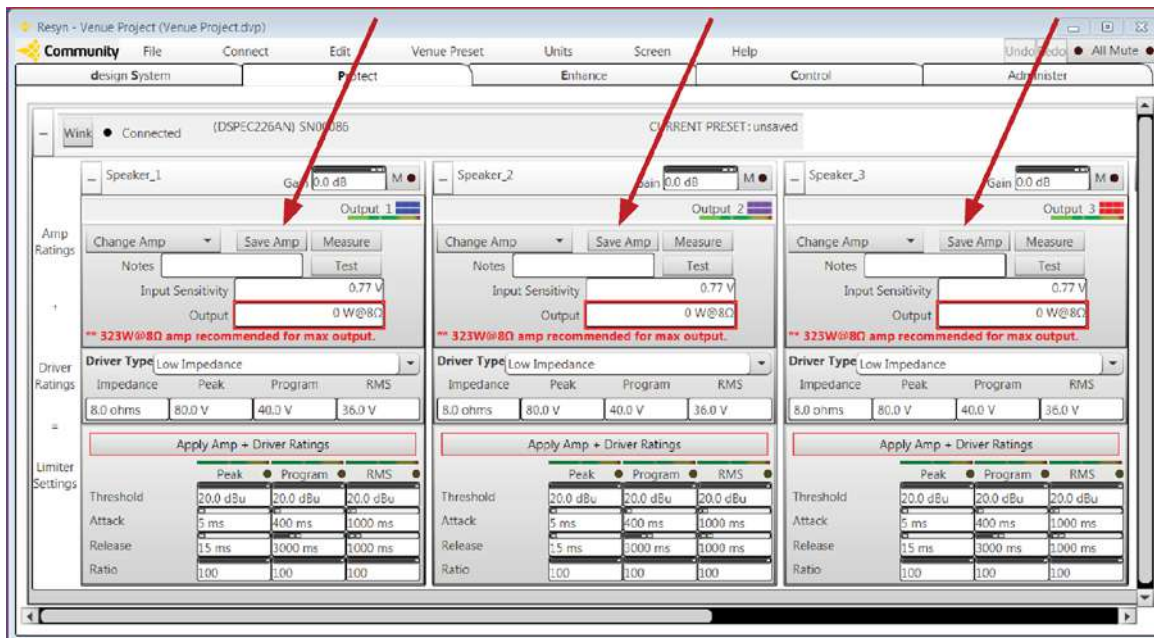 Resyn - Venue Project (Venue Project.dvp)
Community File Connect Edit Venue Preset Units Screen Help Undo Redo All Mute
design System Protect Enhance Control Administer
Wink Connected (DSPEC226AN) SN00086 CURRENT PRESET: unsaved
Speaker_1 Gain 0.0 dB M
Output 1
Amp Ratings
Change Amp Save Amp Measure
Notes Test
Input Sensitivity 0.77 V
Output 0 W@8Ω
** 323W@8Ω amp recommended for max output.
+
Driver Ratings
Driver Type Low Impedance
Impedance Peak Program RMS
8.0 ohms 80.0 V 40.0 V 36.0 V
=
Apply Amp + Driver Ratings
Limiter Settings
Peak Program RMS
Threshold 20.0 dBu 20.0 dBu 20.0 dBu
Attack 5 ms 400 ms 1000 ms
Release 15 ms 3000 ms 1000 ms
Ratio 100 100 100
Speaker_2 Gain 0.0 dB M
Output 2
Change Amp Save Amp Measure
Notes Test
Input Sensitivity 0.77 V
Output 0 W@8Ω
** 323W@8Ω amp recommended for max output.
Driver Type Low Impedance
Impedance Peak Program RMS
8.0 ohms 80.0 V 40.0 V 36.0 V
Apply Amp + Driver Ratings
Peak Program RMS
Threshold 20.0 dBu 20.0 dBu 20.0 dBu
Attack 5 ms 400 ms 1000 ms
Release 15 ms 3000 ms 1000 ms
Ratio 100 100 100
Speaker_3 Gain 0.0 dB M
Output 3
Change Amp Save Amp Measure
Notes Test
Input Sensitivity 0.77 V
Output 0 W@8Ω
** 323W@8Ω amp recommended for max output.
Driver Type Low Impedance
Impedance Peak Program RMS
8.0 ohms 80.0 V 40.0 V 36.0 V
Apply Amp + Driver Ratings
Peak Program RMS
Threshold 20.0 dBu 20.0 dBu 20.0 dBu
Attack 5 ms 400 ms 1000 ms
Release 15 ms 3000 ms 1000 ms
Ratio 100 100 100